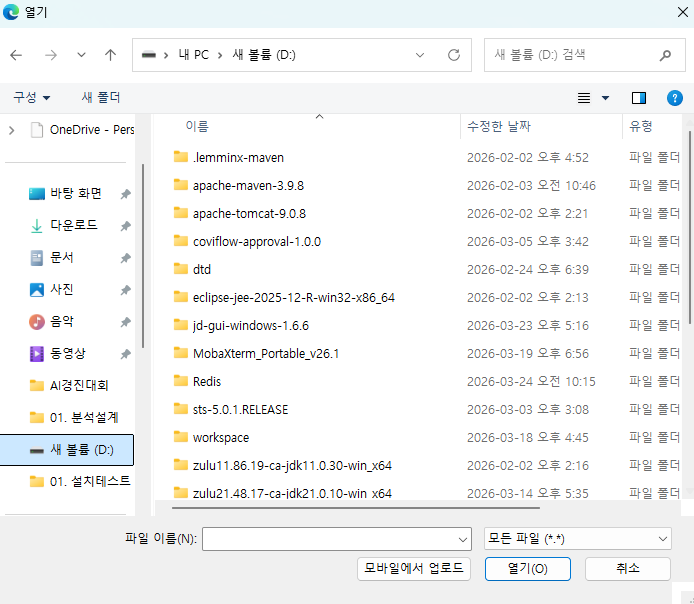 열기
내 PC > 새 볼륨 (D:)
새 볼륨 (D:) 검색
구성
새 폴더
OneDrive - Pers
바탕 화면
다운로드
문서
사진
음악
동영상
AI경진대회
01. 분석설계
새 볼륨 (D:)
01. 설치테스트
이름 수정한 날짜 유형
.lemminx-maven 2026-02-02 오후 4:52 파일 폴더
apache-maven-3.9.8 2026-02-03 오전 10:46 파일 폴더
apache-tomcat-9.0.8 2026-02-02 오후 2:21 파일 폴더
coviflow-approval-1.0.0 2026-03-05 오후 3:42 파일 폴더
dtd 2026-02-24 오후 6:39 파일 폴더
eclipse-jee-2025-12-R-win32-x86_64 2026-02-02 오후 2:13 파일 폴더
jd-gui-windows-1.6.6 2026-03-23 오후 5:16 파일 폴더
MobaXterm_Portable_v26.1 2026-03-19 오후 6:56 파일 폴더
Redis 2026-03-24 오전 10:15 파일 폴더
sts-5.0.1.RELEASE 2026-03-03 오후 3:08 파일 폴더
workspace 2026-03-18 오후 4:45 파일 폴더
zulu11.86.19-ca-jdk11.0.30-win_x64 2026-02-02 오후 2:16 파일 폴더
zulu21.48.17-ca-jdk21.0.10-win_x64 2026-03-14 오후 5:35 파일 폴더
파일 이름(N):
모든 파일 (*.*)
모바일에서 업로드
열기(O)
취소